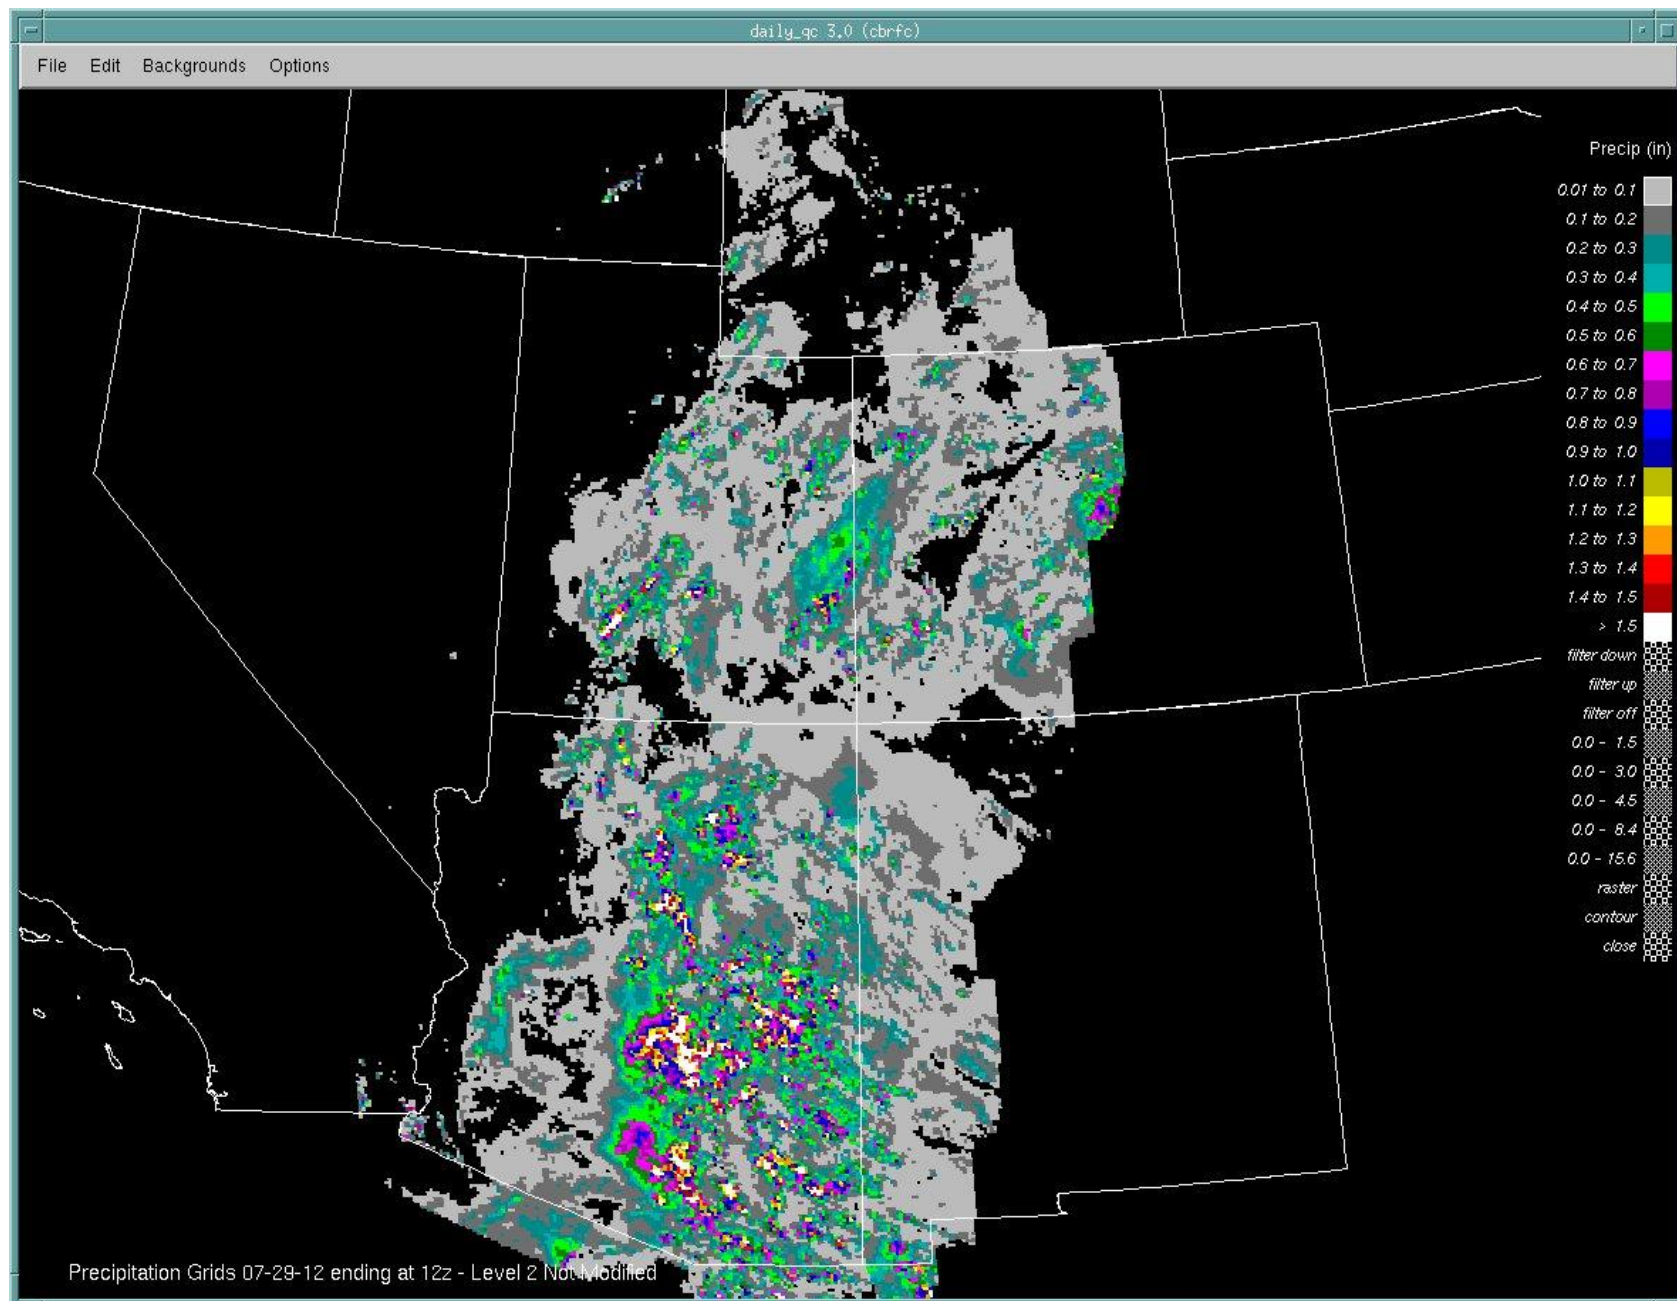 daily_qc 3.0 (cbrfc)
File Edit Backgrounds Options
Precip (in)
0.01 to 0.1
0.1 to 0.2
0.2 to 0.3
0.3 to 0.4
0.4 to 0.5
0.5 to 0.6
0.6 to 0.7
0.7 to 0.8
0.8 to 0.9
0.9 to 1.0
1.0 to 1.1
1.1 to 1.2
1.2 to 1.3
1.3 to 1.4
1.4 to 1.5
> 1.5
filter down
filter up
filter off
0.0 - 1.5
0.0 - 3.0
0.0 - 4.5
0.0 - 8.4
0.0 - 15.6
raster
contour
close
Precipitation Grids 07-29-12 ending at 12z - Level 2 Not Modified